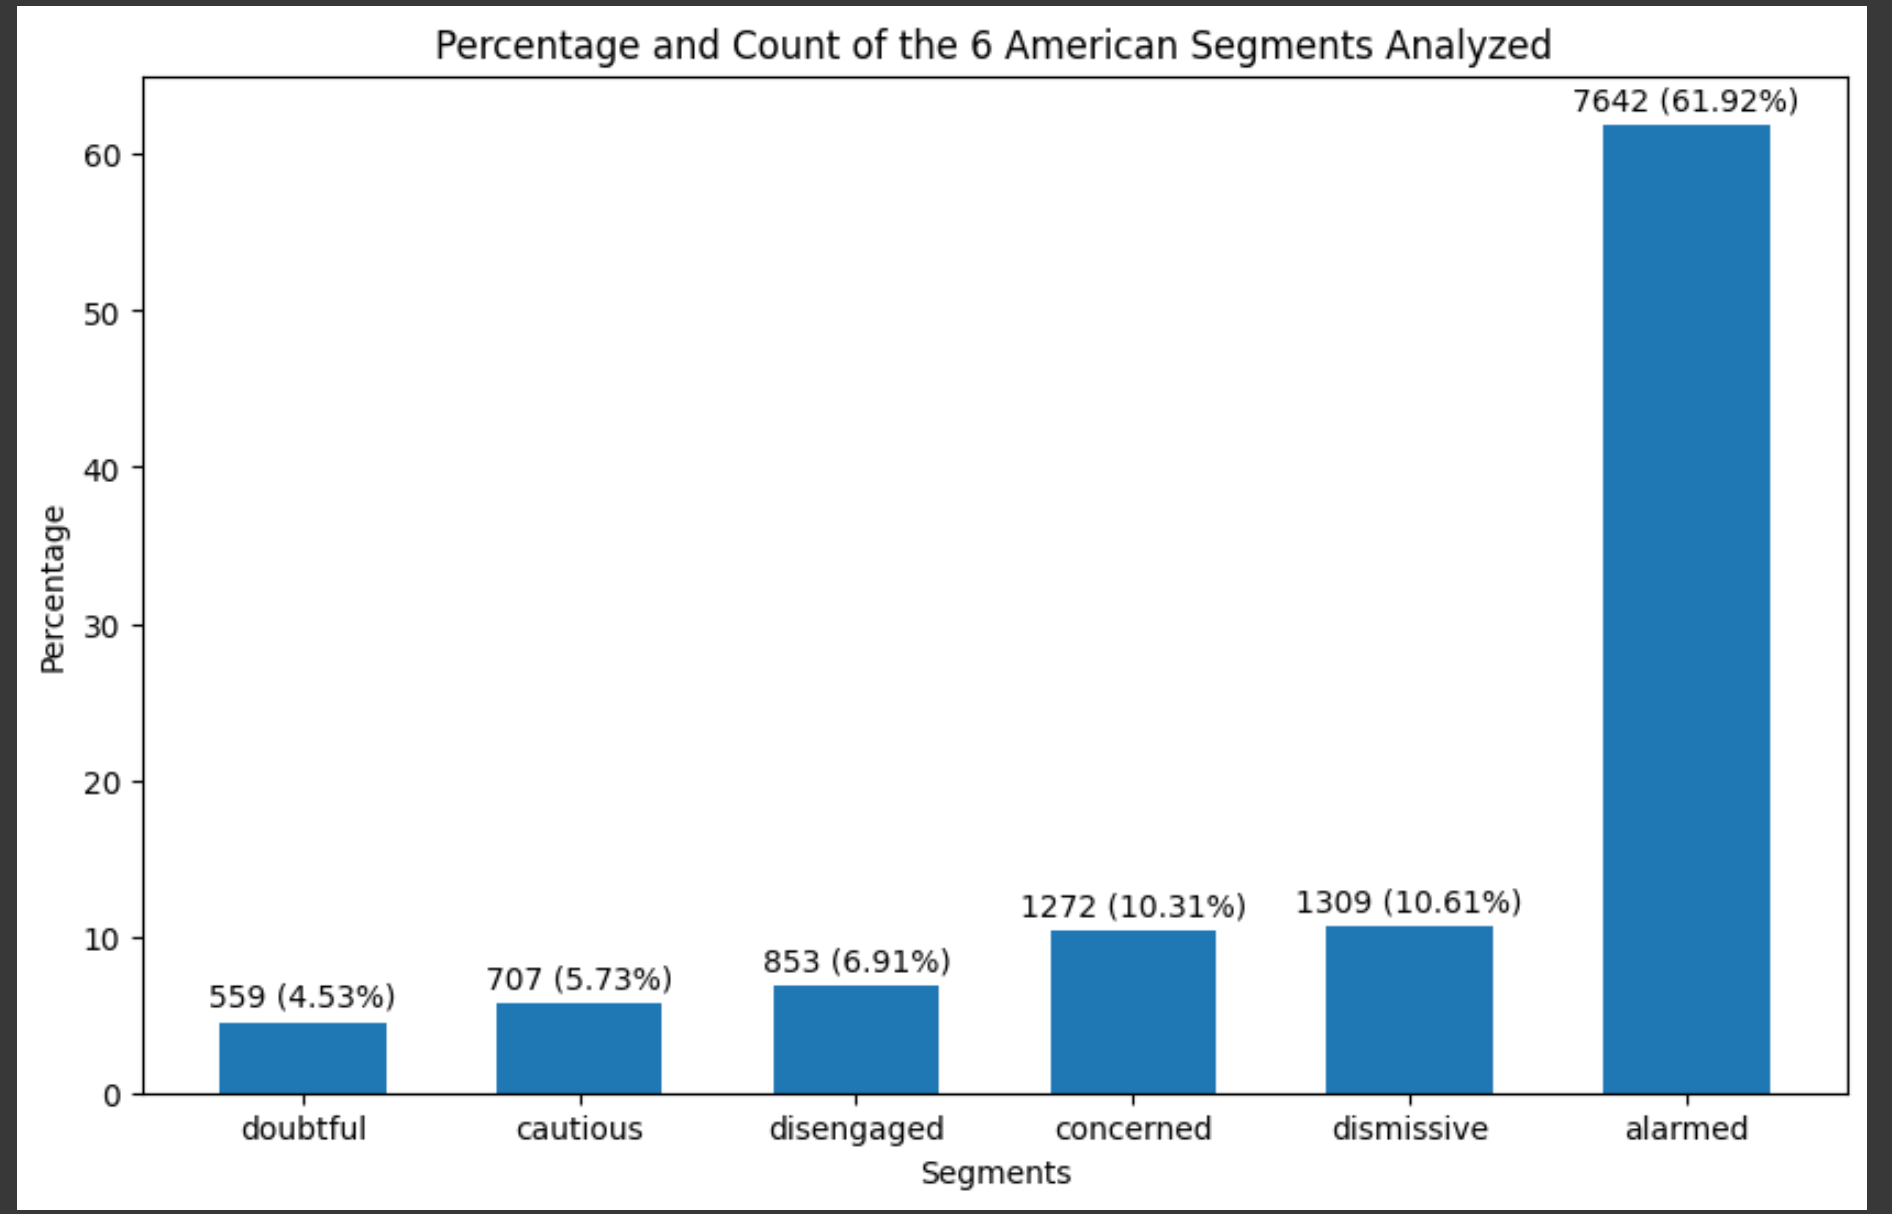 Percentage and Count of the 6 American Segments Analyzed
7642 (61.92%)
60
50
40
30
20
10
0
Percentage
1272 (10.31%)
1309 (10.61%)
853 (6.91%)
707 (5.73%)
559 (4.53%)
doubtful
cautious
disengaged
concerned
dismissive
alarmed
Segments